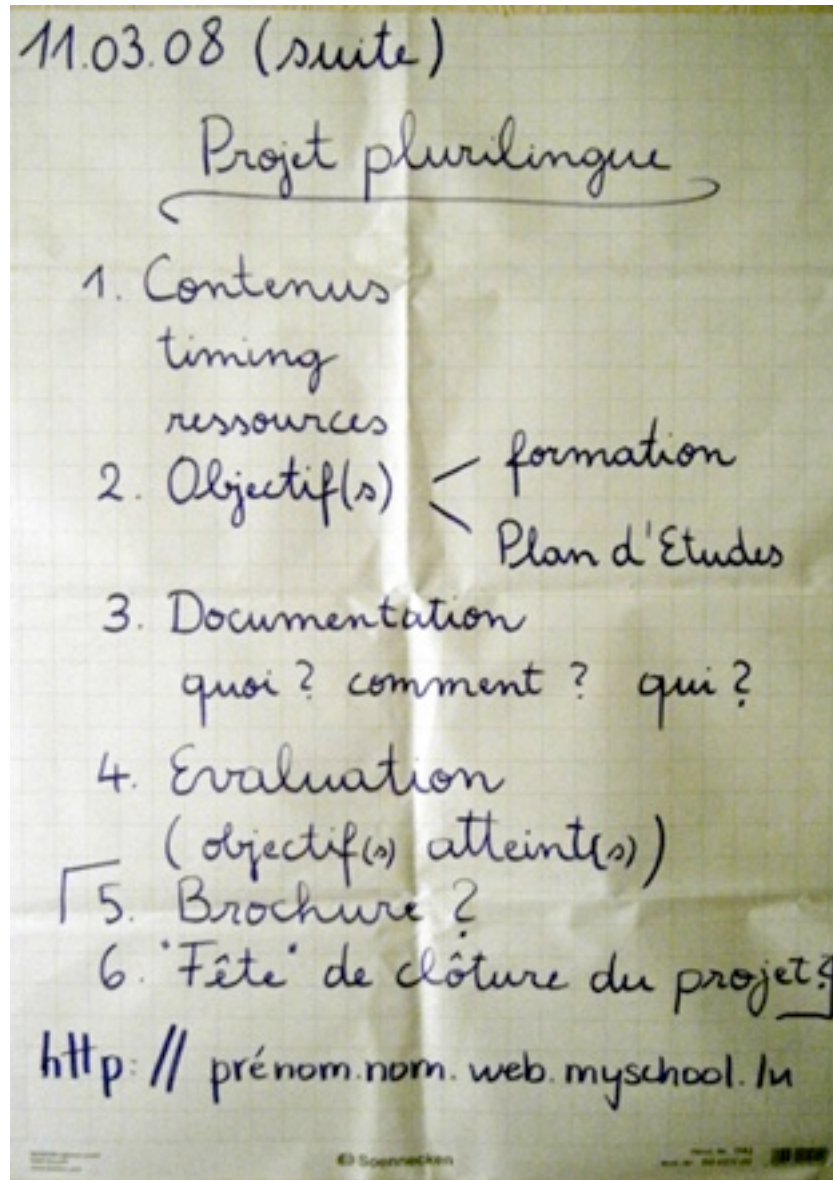 11.03.08 (suite)
Projet plurilingue
1. Contenus
timing
ressources
2. Objectif(s) < formation
Plan d'Etudes
3. Documentation
quoi ? comment ? qui ?
4. Evaluation
(objectif(s) atteint(s))
5. Brochure ?
6. "Fête" de clôture du projet?
http://prénom.nom.web.myschool.lu
Soennecken